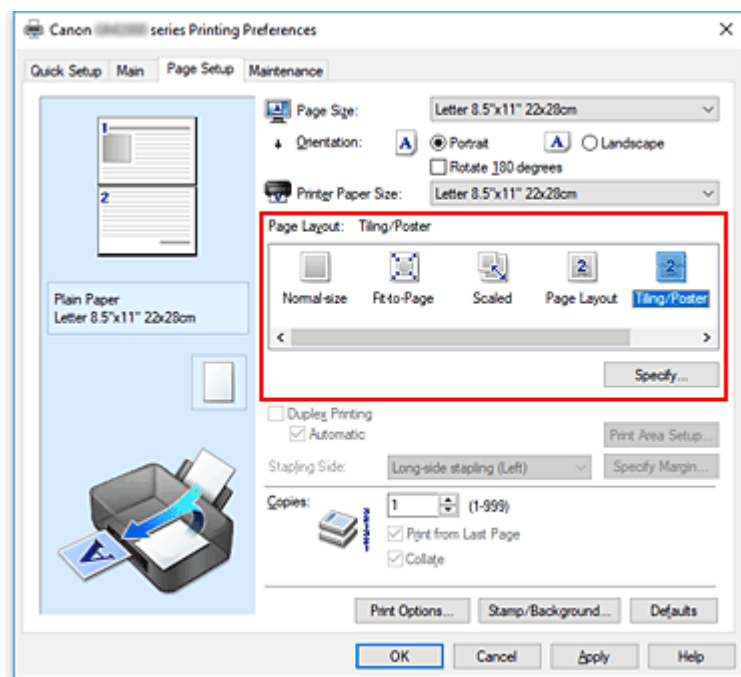 Canon series Printing Preferences
Quick Setup Main Page Setup Maintenance
1
2
Plain Paper
Letter 8.5"x11" 22x28cm
Page Size: Letter 8.5"x11" 22x28cm
Orientation: A Portrait A Landscape
Rotate 180 degrees
Printer Paper Size: Letter 8.5"x11" 22x28cm
Page Layout: Tiling/Poster
2 2
Normal-size Fit-to-Page Scaled Page Layout Tiling/Poster
Specify...
Duplex Printing
Automatic Print Area Setup...
Stapling Side: Long-side stapling (Left) Specify Margin...
Copies: 1 (1-999)
Print from Last Page
Collate
A
Print Options... Stamp/Background... Defaults
OK Cancel Apply Help